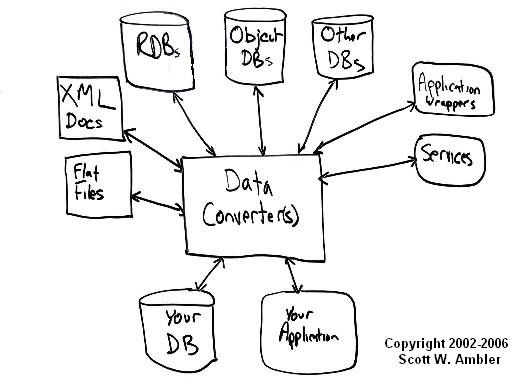 RDBs
Object
DBs
Other
DBs
XML
Docs
Application
Wrappers
Flat
Files
Services
Data
Converter(s)
Your
DB
Your
Application
Copyright 2002-2006
Scott W. Ambler